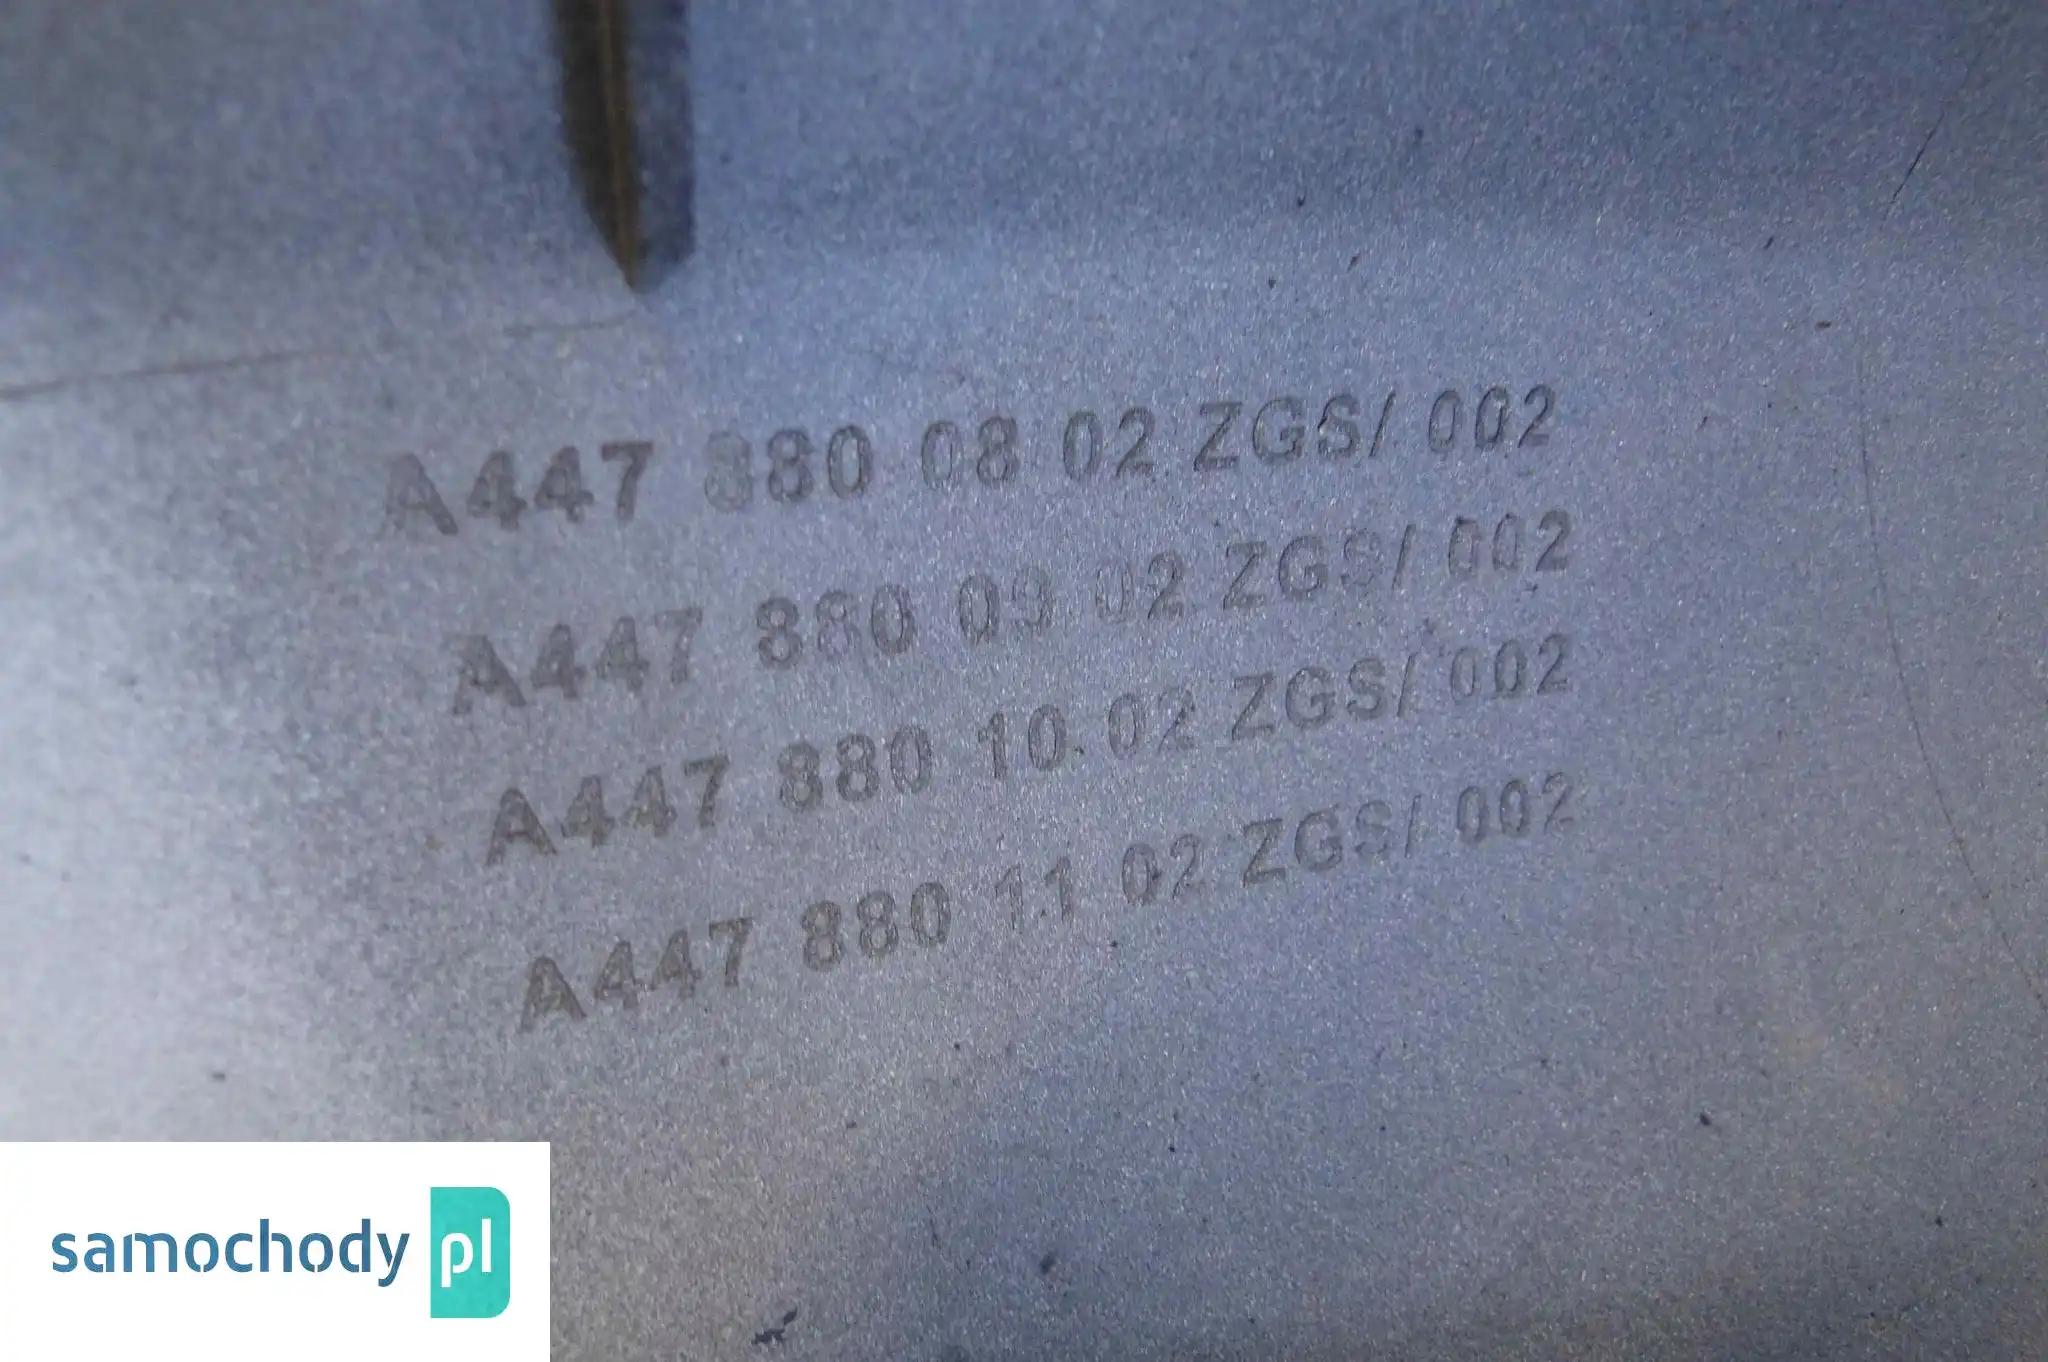 A447 880 08 02 ZGS/ 002
A447 880 09 02 ZGS/ 002
A447 880 10 02 ZGS/ 002
A447 880 11 02 ZGS/ 002
samochody pl